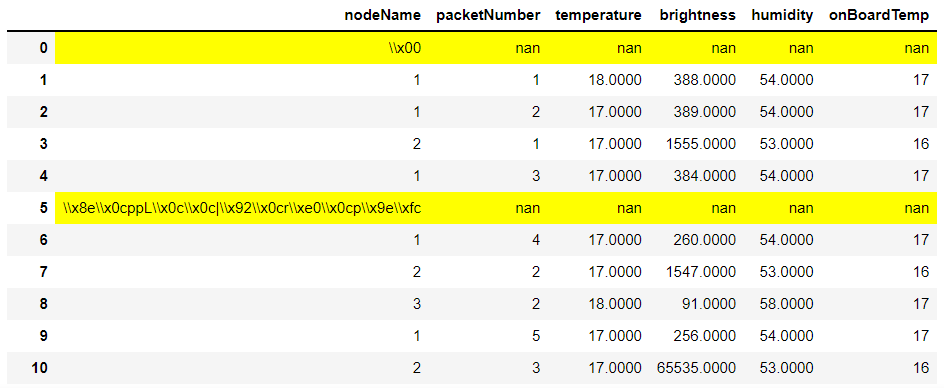 nodeName packetNumber temperature brightness humidity onBoardTemp
0 \\x00 nan nan nan nan nan
1 1 1 18.0000 388.0000 54.0000 17
2 1 2 17.0000 389.0000 54.0000 17
3 2 1 17.0000 1555.0000 53.0000 16
4 1 3 17.0000 384.0000 54.0000 17
5 \\x8e\\x0cppL\\x0c\\x0c|\\x92\\x0cr\\xe0\\x0cp\\x9e\\xfc nan nan nan nan nan
6 1 4 17.0000 260.0000 54.0000 17
7 2 2 17.0000 1547.0000 53.0000 16
8 3 2 18.0000 91.0000 58.0000 17
9 1 5 17.0000 256.0000 54.0000 17
10 2 3 17.0000 65535.0000 53.0000 16